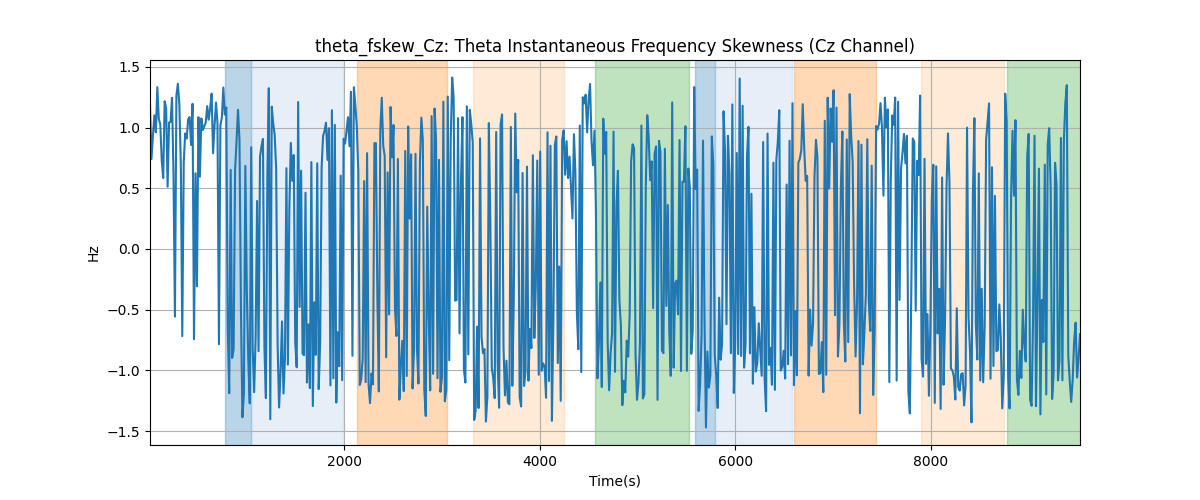 theta_fskew_Cz: Theta Instantaneous Frequency Skewness (Cz Channel)
1.5
1.0
0.5
0.0
−0.5
−1.0
−1.5
Hz
2000 4000 6000 8000
Time(s)